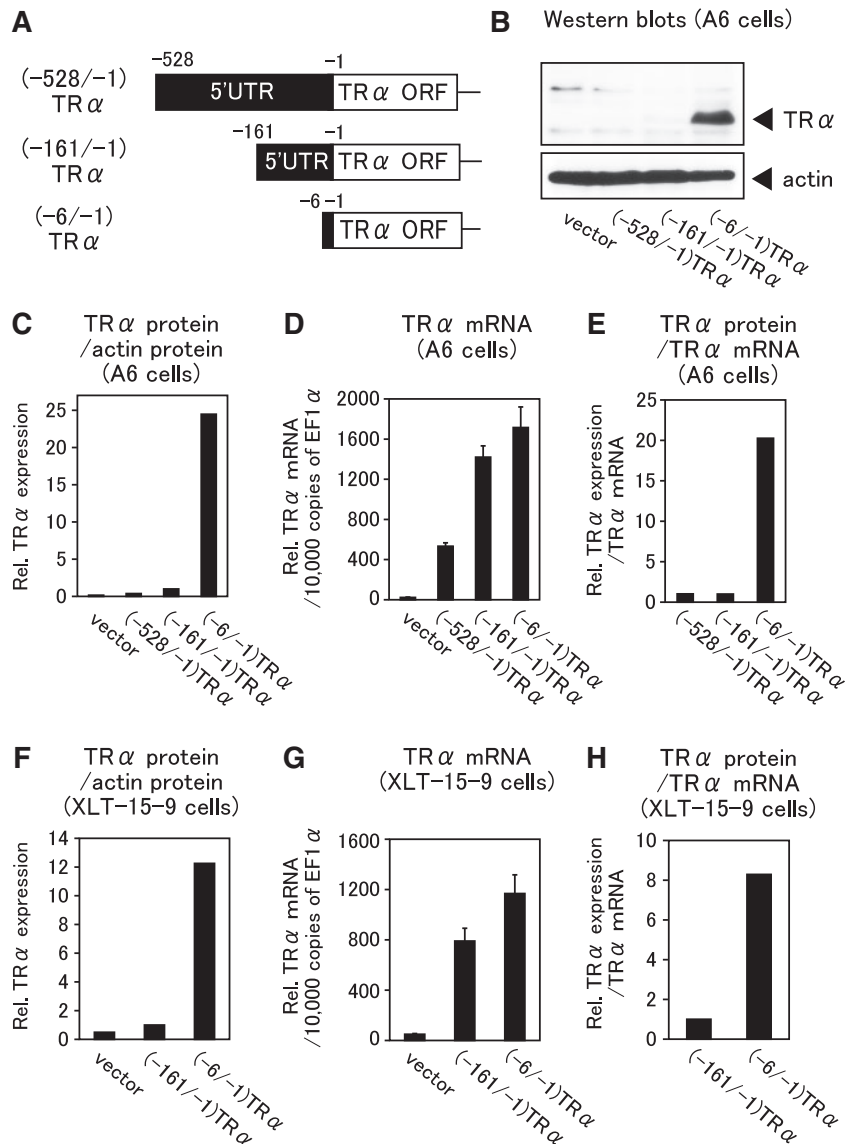 A
(-528/-1)
TRα
-528
-1
5'UTR
TRα ORF
(-161/-1)
TRα
-161
-1
5'UTR
TRα ORF
(-6/-1)
TRα
-6 -1
TRα ORF
B
Western blots (A6 cells)
TRα
actin
vector
(-528/-1)TRα
(-161/-1)TRα
(-6/-1)TRα
C
TRα protein
/actin protein
(A6 cells)
Rel. TRα expression
25
20
15
10
5
0
vector
(-528/-1)TRα
(-161/-1)TRα
(-6/-1)TRα
D
TRα mRNA
(A6 cells)
Rel. TRα mRNA
/10,000 copies of EF1α
2000
1600
1200
800
400
0
vector
(-528/-1)TRα
(-161/-1)TRα
(-6/-1)TRα
E
TRα protein
/TRα mRNA
(A6 cells)
Rel. TRα expression
/TRα mRNA
25
20
15
10
5
0
(-528/-1)TRα
(-161/-1)TRα
(-6/-1)TRα
F
TRα protein
/actin protein
(XLT-15-9 cells)
Rel. TRα expression
14
12
10
8
6
4
2
0
vector
(-161/-1)TRα
(-6/-1)TRα
G
TRα mRNA
(XLT-15-9 cells)
Rel. TRα mRNA
/10,000 copies of EF1α
1600
1200
800
400
0
vector
(-161/-1)TRα
(-6/-1)TRα
H
TRα protein
/TRα mRNA
(XLT-15-9 cells)
Rel. TRα expression
/TRα mRNA
10
8
6
4
2
0
(-161/-1)TRα
(-6/-1)TRα